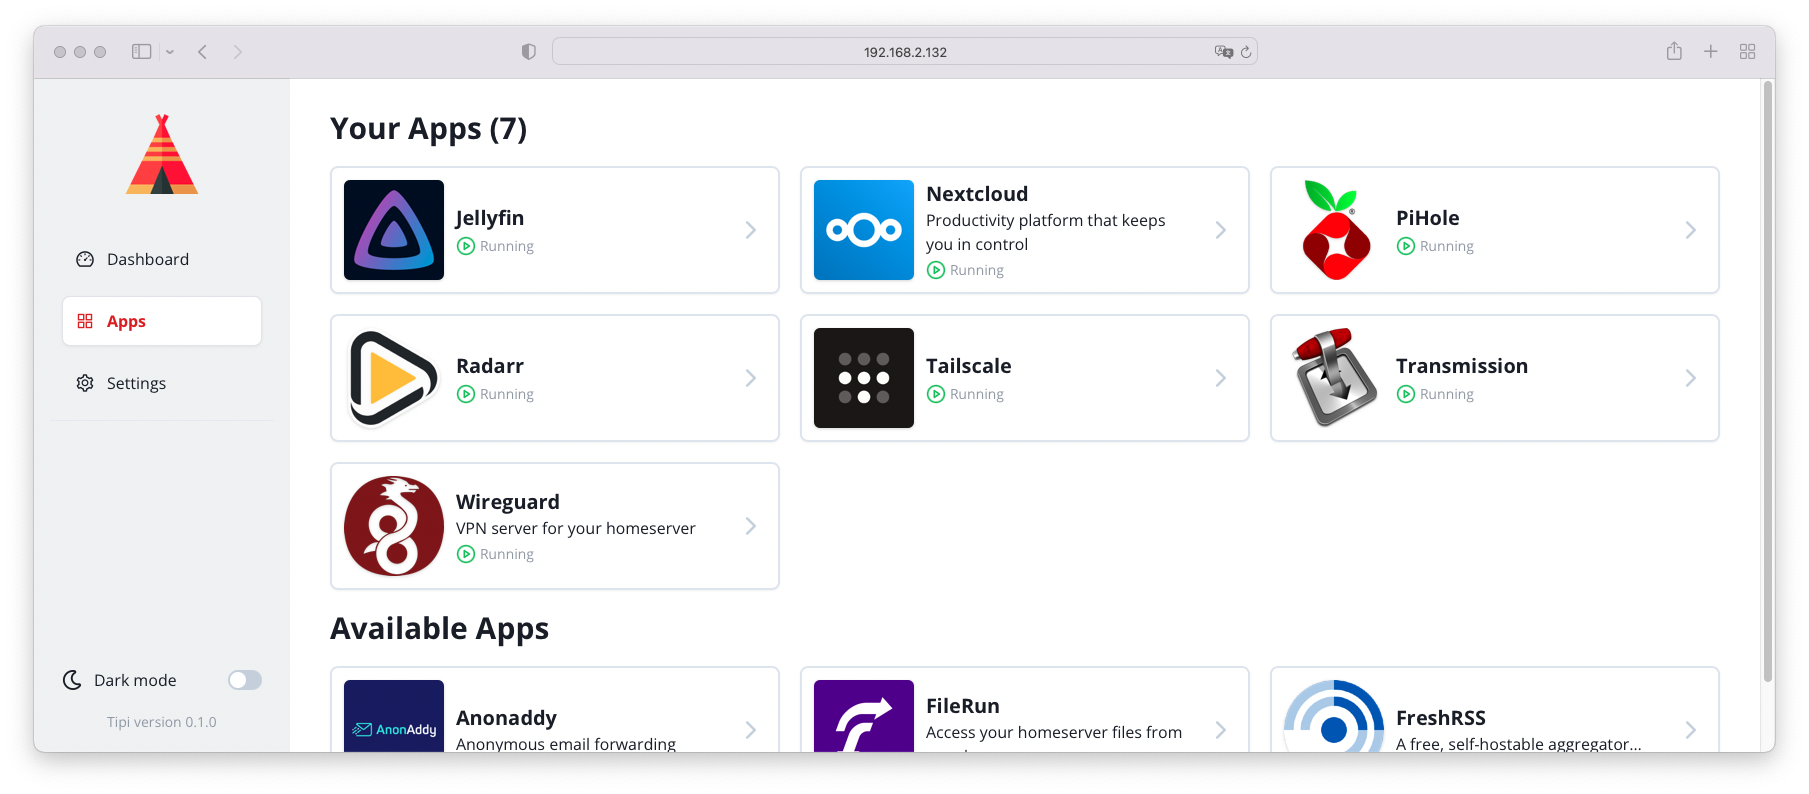 192.168.2.132
Dashboard
Apps
Settings
Dark mode
Tipi version 0.1.0
Your Apps (7)
Jellyfin
Running
Nextcloud
Productivity platform that keeps
you in control
Running
PiHole
Running
Radarr
Running
Tailscale
Running
Transmission
Running
Wireguard
VPN server for your homeserver
Running
Available Apps
AnonAddy
Anonaddy
Anonymous email forwarding
FileRun
Access your homeserver files from
FreshRSS
A free, self-hostable aggregator...